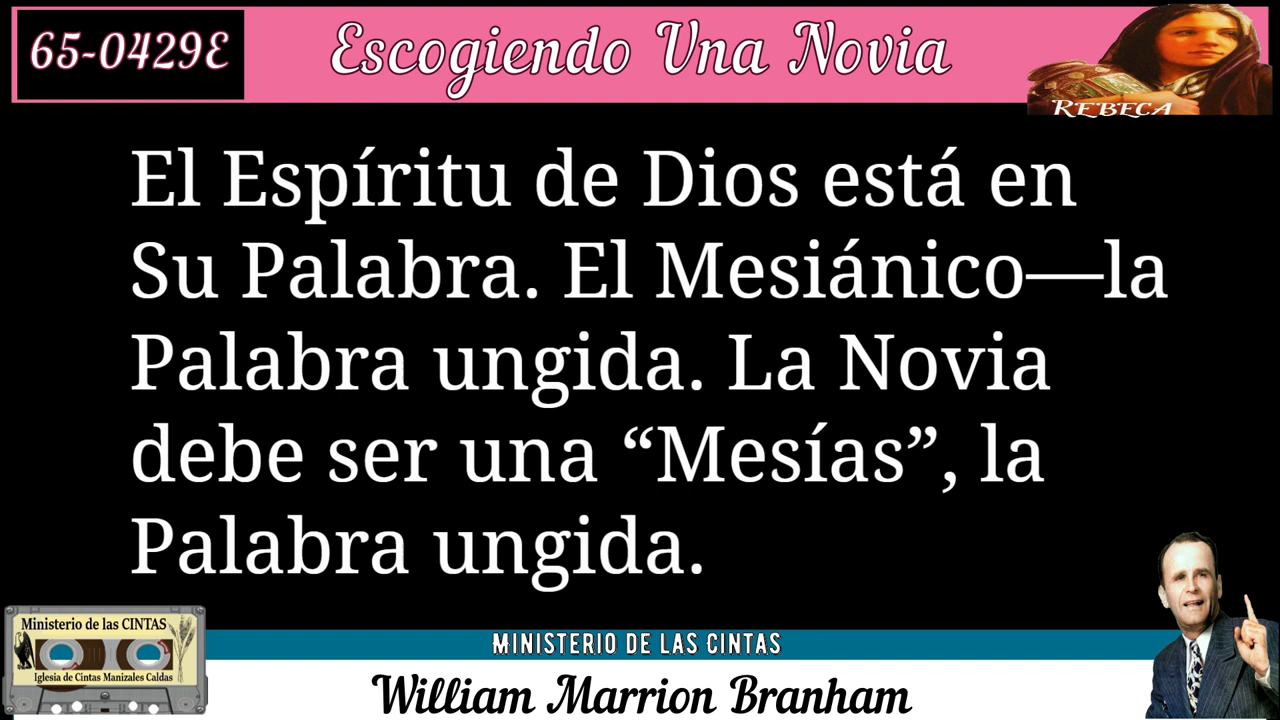 65-0429E
Escogiendo Una Novia
REBECA
El Espíritu de Dios está en
Su Palabra. El Mesiánico—la
Palabra ungida. La Novia
debe ser una “Mesías”, la
Palabra ungida.
Ministerio de las CINTAS
Iglesia de Cintas Manizales Caldas
MINISTERIO DE LAS CINTAS
William Marrion Branham